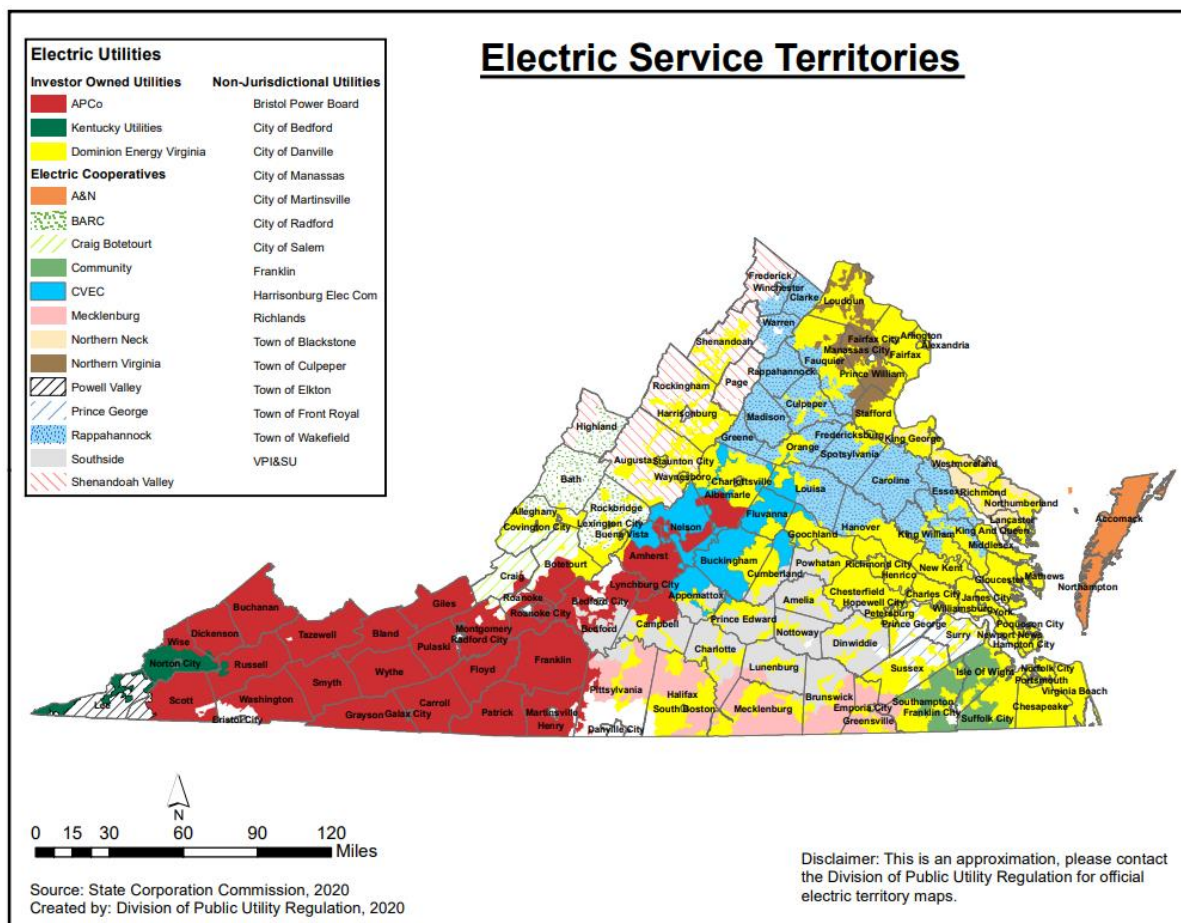 Electric Service Territories
Electric Utilities
Investor Owned Utilities
APCo
Kentucky Utilities
Dominion Energy Virginia
Electric Cooperatives
A&N
BARC
Craig Botetourt
Community
CVEC
Mecklenburg
Northern Neck
Northern Virginia
Powell Valley
Prince George
Rappahannock
Southside
Shenandoah Valley
Non-Jurisdictional Utilities
Bristol Power Board
City of Bedford
City of Danville
City of Manassas
City of Martinsville
City of Radford
City of Salem
Franklin
Harrisonburg Elec Com
Richlands
Town of Blackstone
Town of Culpeper
Town of Elkton
Town of Front Royal
Town of Wakefield
VPI&SU
Frederick
Winchester
Clarke
Loudoun
Warren
Fairfax City
Arlington
Alexandria
Manassas City
Fairfax
Shenandoah
Fauquier
Prince William
Rappahannock
Page
Rockingham
Culpeper
Stafford
Harrisonburg
Madison
Highland
Greene
Orange
Fredericksburg
King George
Spotsylvania
Westmoreland
Augusta
Staunton City
Waynesboro
Charlottsville
Albemarle
Louisa
Caroline
Essex
Richmond
Northumberland
Bath
Rockbridge
Lexington City
Buena Vista
Nelson
Fluvanna
Hanover
King William
King And Queen
Lancaster
Middlesex
Accomack
Alleghany
Covington City
Goochland
Amherst
Buckingham
Powhatan
Richmond City
Henrico
New Kent
Gloucester
Mathews
Northampton
Botetourt
Craig
Cumberland
Lynchburg City
Appomattox
Amelia
Chesterfield
Hopewell City
Petersburg
Charles City
James City
Williamsburg
York
Roanoke
Roanoke City
Bedford City
Bedford
Campbell
Prince Edward
Nottoway
Dinwiddie
Prince George
Surry
Newport News
Poquoson City
Hampton City
Buchanan
Dickenson
Wise
Norton City
Tazewell
Bland
Giles
Montgomery
Radford City
Pulaski
Charlotte
Lunenburg
Sussex
Isle Of Wight
Norfolk City
Portsmouth
Virginia Beach
Russell
Wythe
Floyd
Franklin
Smyth
Lee
Scott
Washington
Bristol City
Grayson
Galax City
Carroll
Patrick
Martinsville
Henry
Pittsylvania
Halifax
South Boston
Danville City
Mecklenburg
Brunswick
Emporia City
Greensville
Southampton
Franklin City
Suffolk City
Chesapeake
N
0 15 30 60 90 120
Miles
Source: State Corporation Commission, 2020
Created by: Division of Public Utility Regulation, 2020
Disclaimer: This is an approximation, please contact
the Division of Public Utility Regulation for official
electric territory maps.